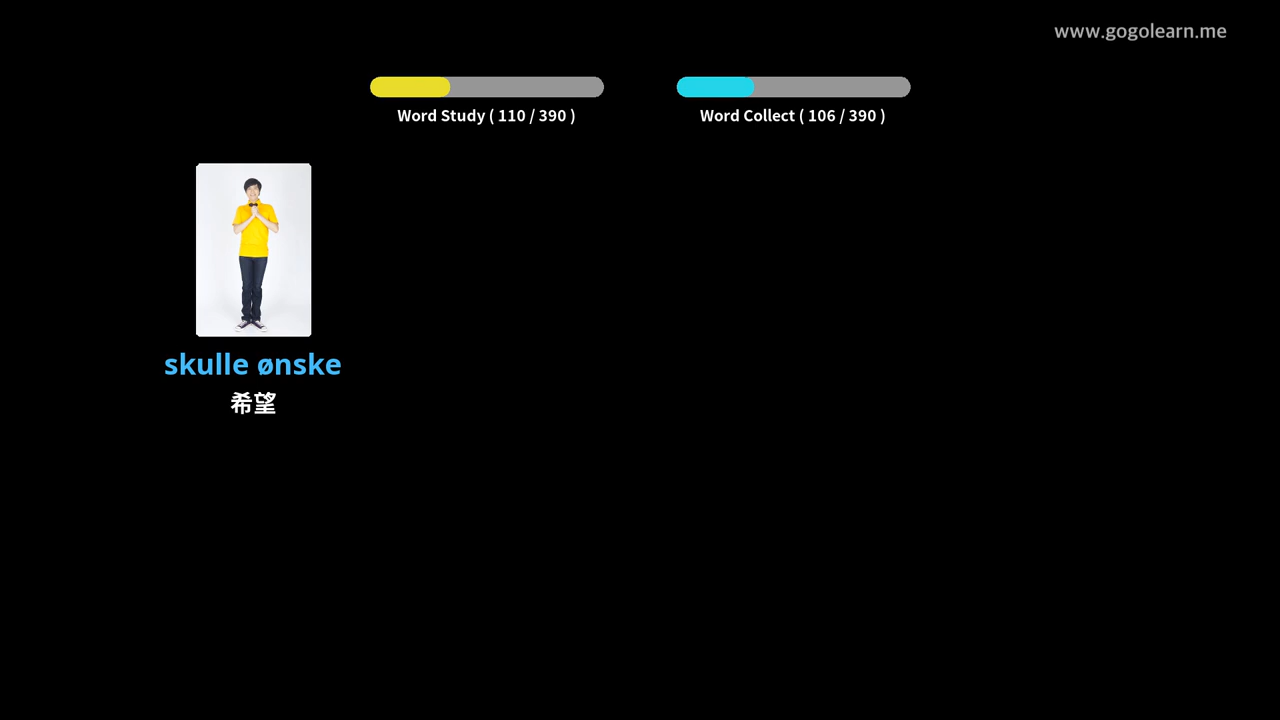 www.gogolearn.me
Word Study ( 110 / 390 )
Word Collect ( 106 / 390 )
skulle ønske
希望